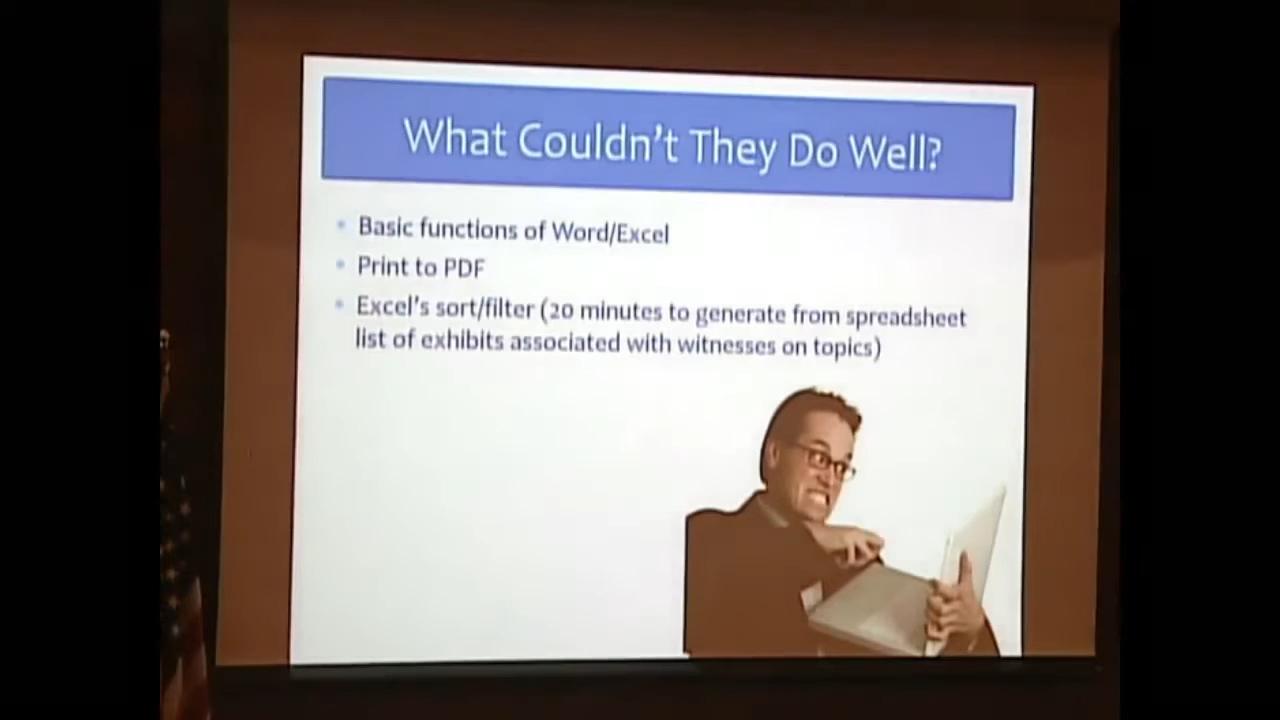 What Couldn't They Do Well?
• Basic functions of Word/Excel
• Print to PDF
• Excel's sort/filter (20 minutes to generate from spreadsheet
list of exhibits associated with witnesses on topics)